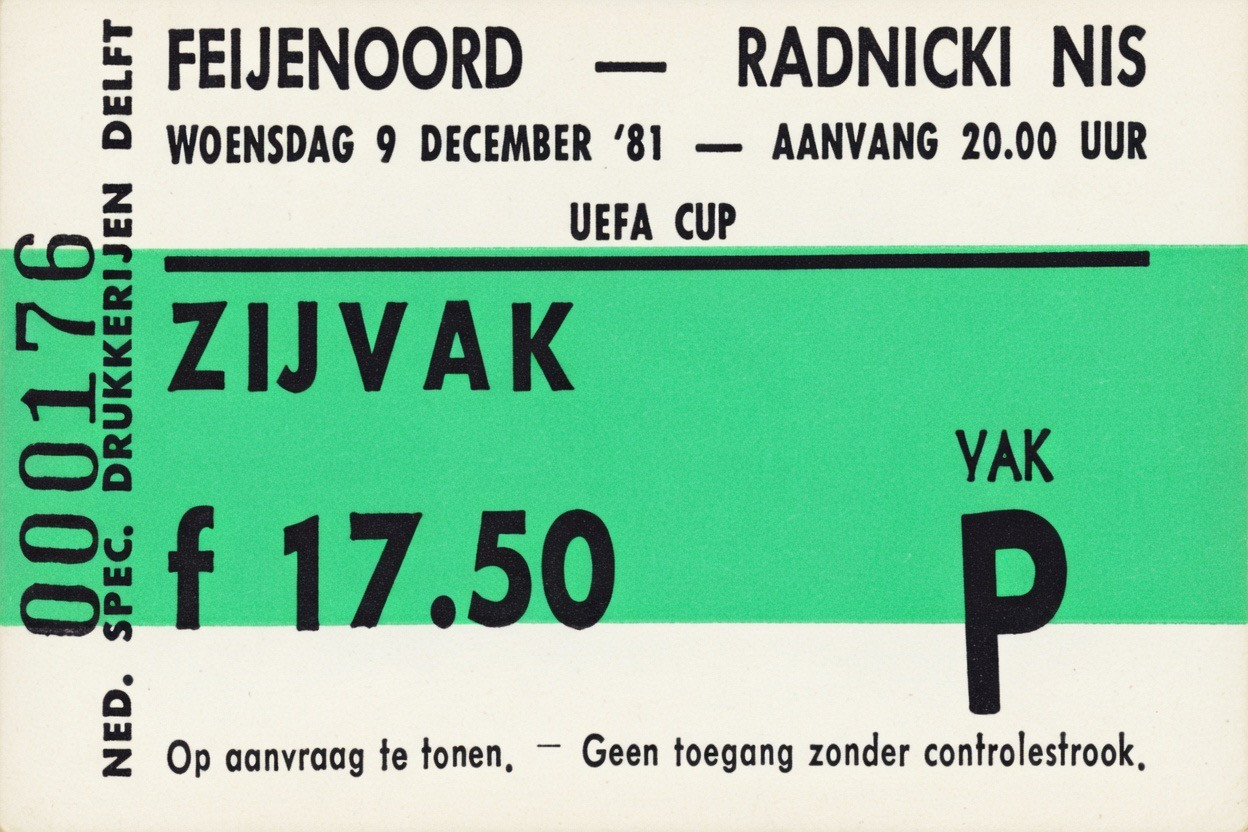 FEIJENOORD — RADNICKI NIS
WOENSDAG 9 DECEMBER '81 — AANVANG 20.00 UUR
UEFA CUP
ZIJVAK
VAK
P
f 17.50
Op aanvraag te tonen. — Geen toegang zonder controlestrook.
000176
NED. SPEC. DRUKKERIJEN DELFT